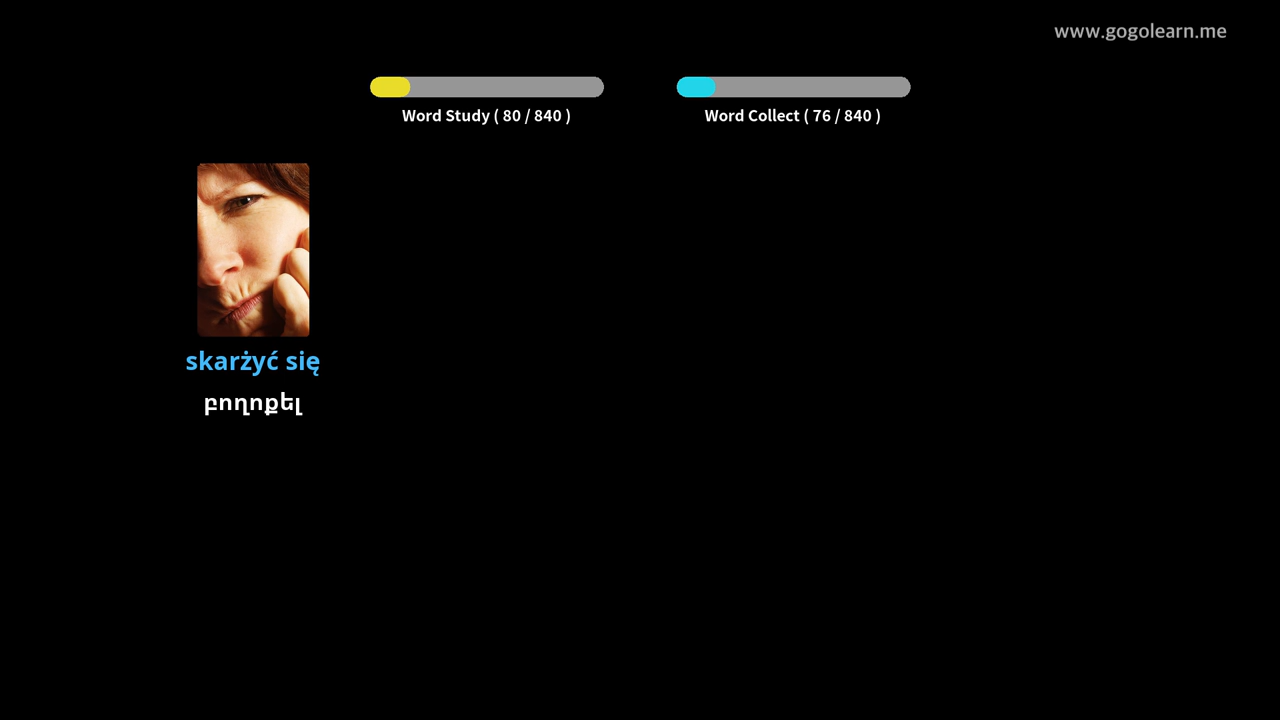 www.gogolearn.me
Word Study ( 80 / 840 )
Word Collect ( 76 / 840 )
skarżyć się
բողոքել